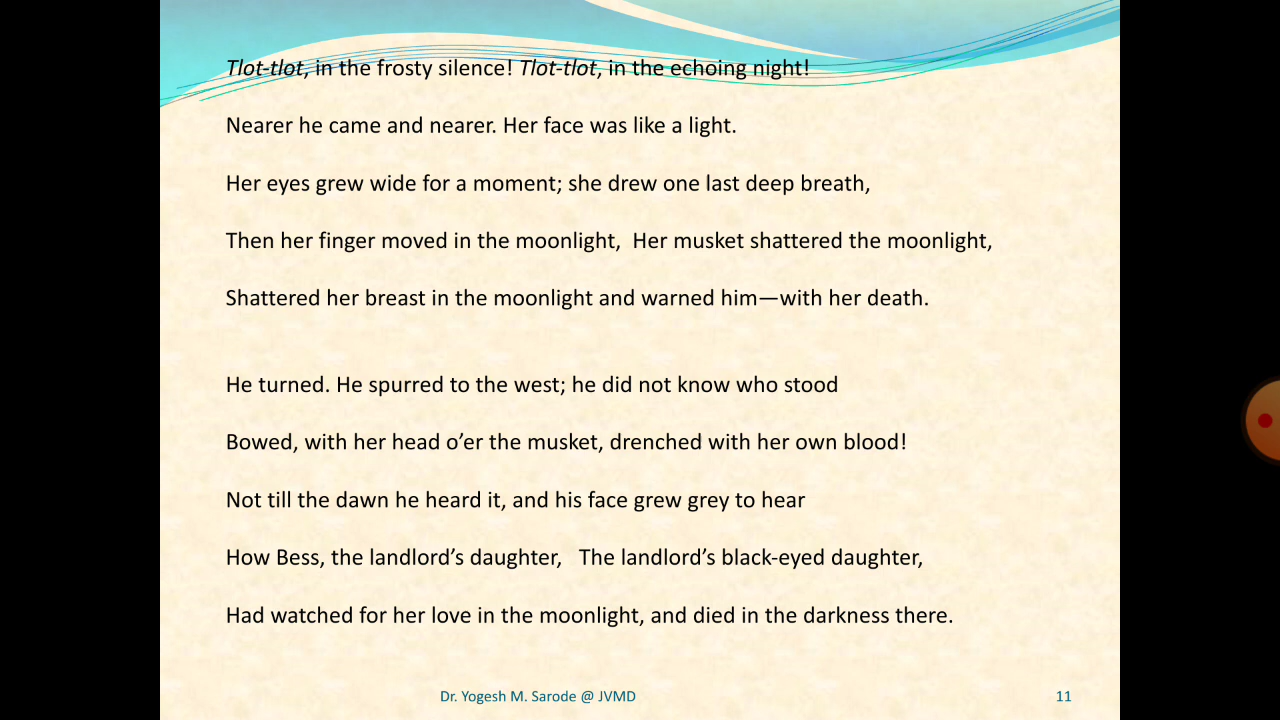 Tlot-tlot, in the frosty silence! Tlot-tlot, in the echoing night!
Nearer he came and nearer. Her face was like a light.
Her eyes grew wide for a moment; she drew one last deep breath,
Then her finger moved in the moonlight,  Her musket shattered the moonlight,
Shattered her breast in the moonlight and warned him—with her death.
He turned. He spurred to the west; he did not know who stood
Bowed, with her head o’er the musket, drenched with her own blood!
Not till the dawn he heard it, and his face grew grey to hear
How Bess, the landlord’s daughter,   The landlord’s black-eyed daughter,
Had watched for her love in the moonlight, and died in the darkness there.
Dr. Yogesh M. Sarode @ JVMD
11